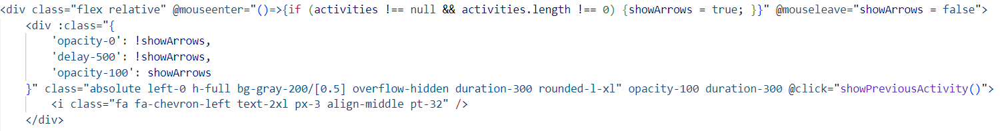 <div class="flex relative" @mouseenter="()=>{if (activities !== null && activities.length !== 0) {showArrows = true; }}" @mouseleave="showArrows = false">
<div :class="{
'opacity-0': !showArrows,
'delay-500': !showArrows,
'opacity-100': showArrows
}" class="absolute left-0 h-full bg-gray-200/[0.5] overflow-hidden duration-300 rounded-l-xl" opacity-100 duration-300 @click="showPreviousActivity()">
<i class="fa fa-chevron-left text-2xl px-3 align-middle pt-32" />
</div>